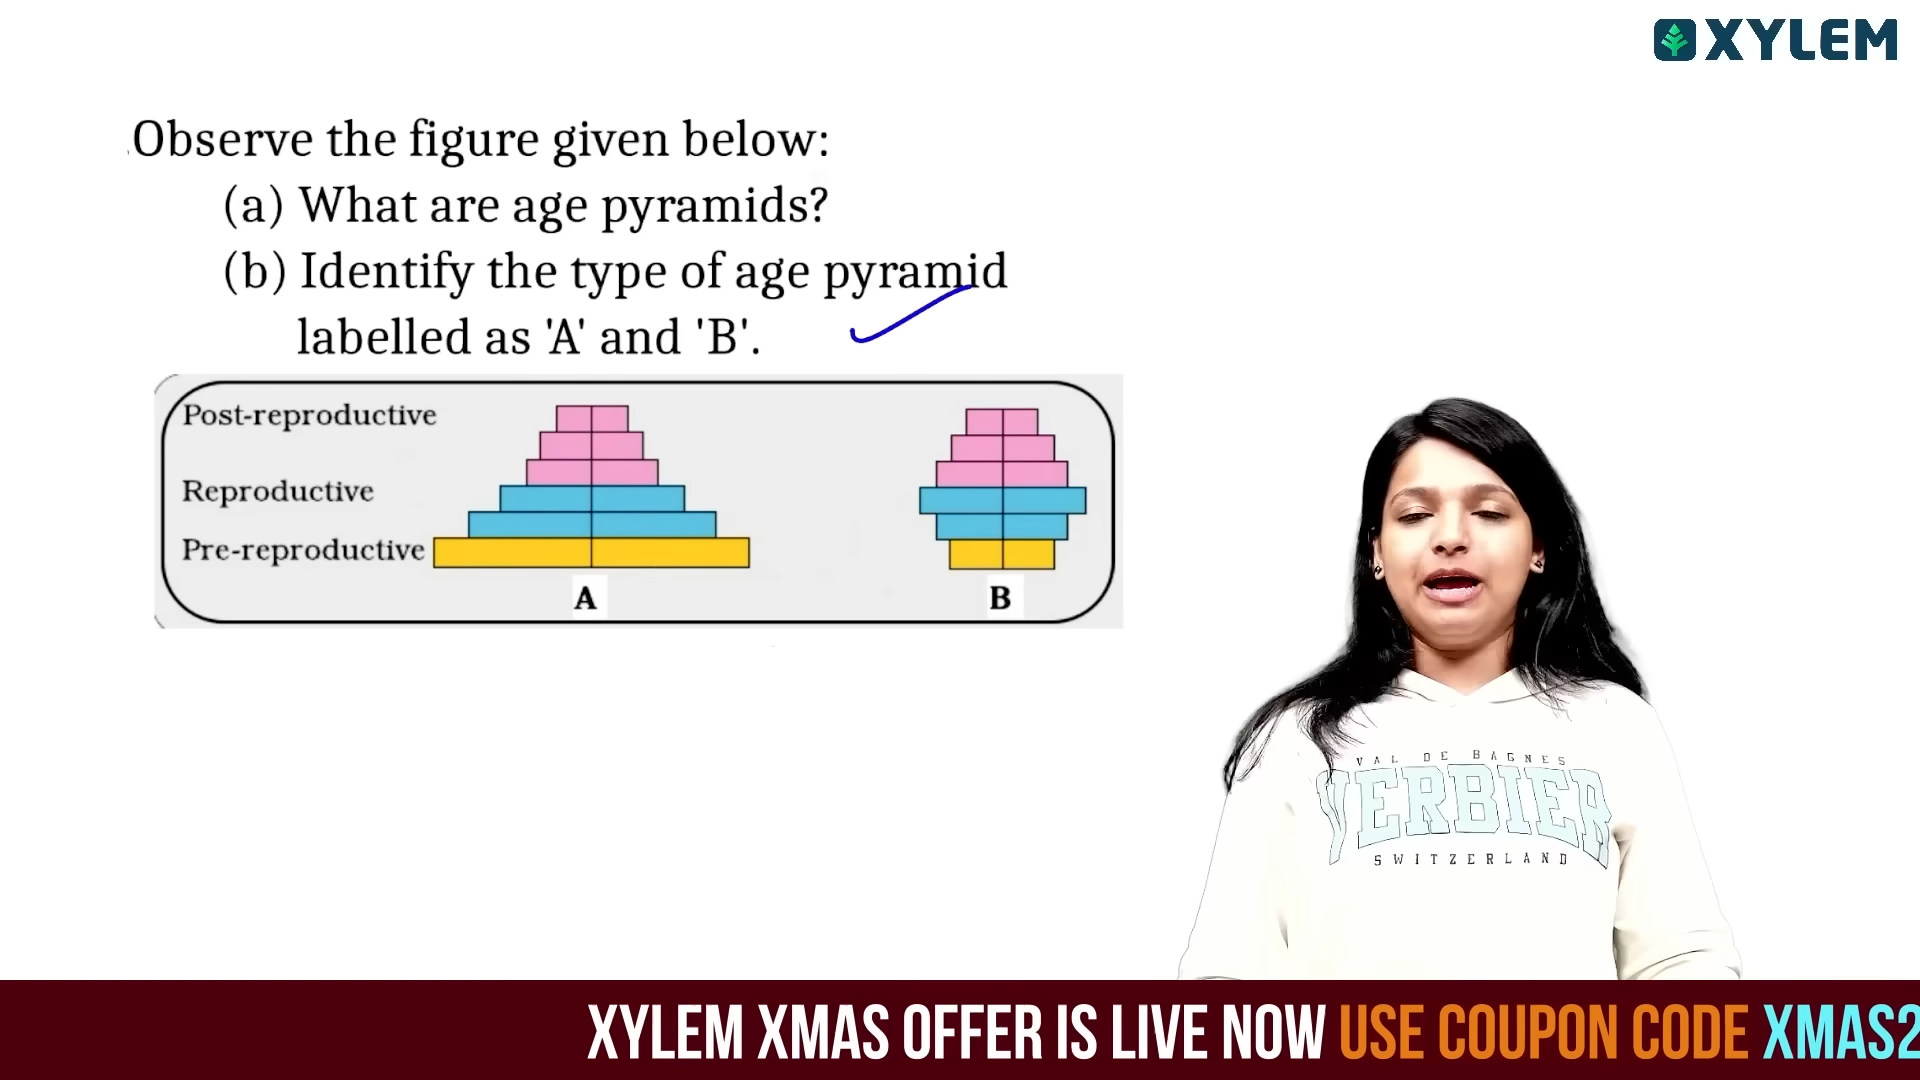 XYLEM
Observe the figure given below:
(a) What are age pyramids?
(b) Identify the type of age pyramid
labelled as 'A' and 'B'.
Post-reproductive
Reproductive
Pre-reproductive
A
B
VAL DE BAGNES
VERBIER
SWITZERLAND
XYLEM XMAS OFFER IS LIVE NOW USE COUPON CODE XMAS2